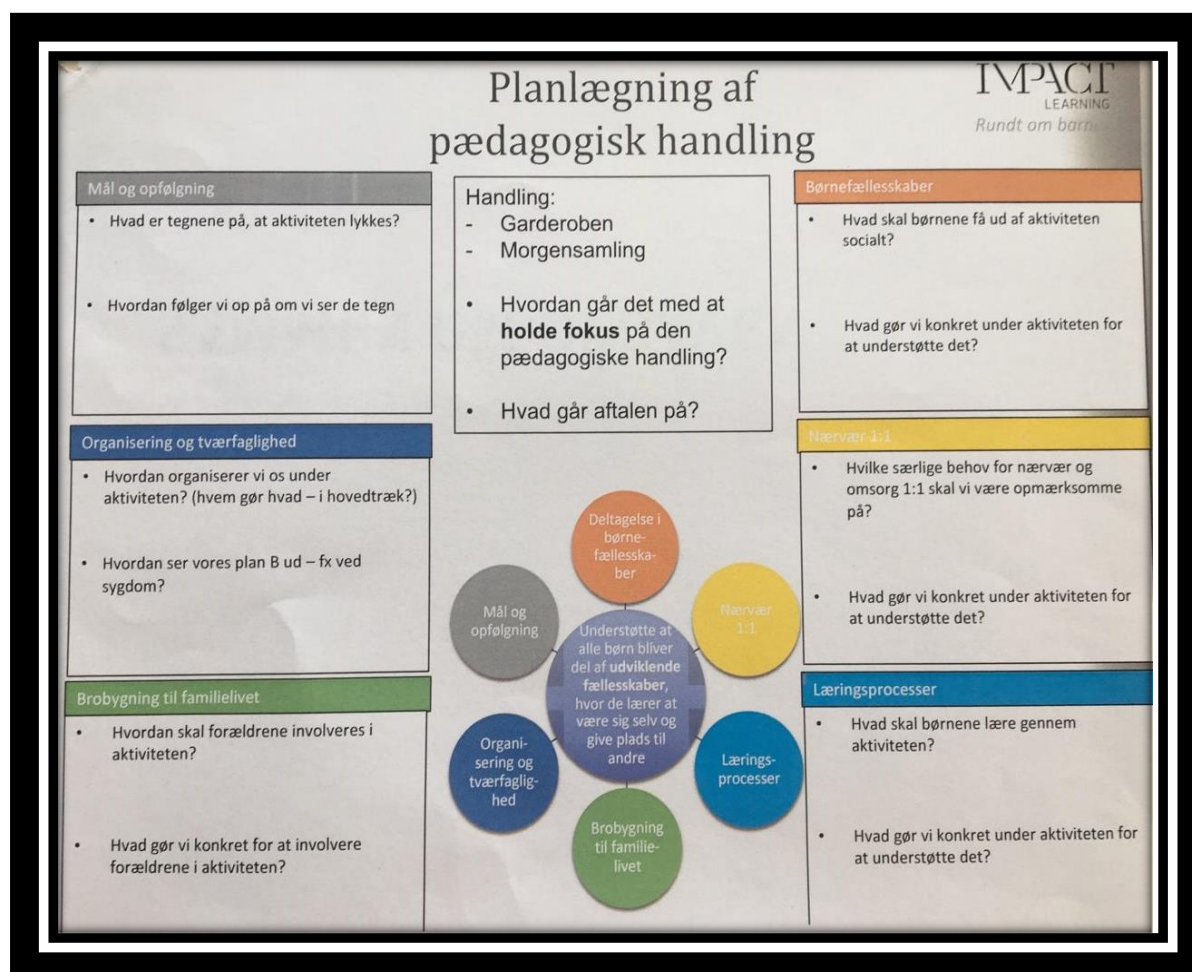 Planlægning af
pædagogisk handling
IMPACT
LEARNING
Rundt om barn
Mål og opfølgning
• Hvad er tegnene på, at aktiviteten lykkes?
• Hvordan følger vi op på om vi ser de tegn
Handling:
- Garderoben
- Morgensamling
• Hvordan går det med at
holde fokus på den
pædagogiske handling?
• Hvad går aftalen på?
Børnefællesskaber
• Hvad skal børnene få ud af aktiviteten
socialt?
• Hvad gør vi konkret under aktiviteten for
at understøtte det?
Organisering og tværfaglighed
• Hvordan organiserer vi os under
aktiviteten? (hvem gør hvad – i hovedtræk?)
• Hvordan ser vores plan B ud – fx ved
sygdom?
Nærvær 1:1
• Hvilke særlige behov for nærvær og
omsorg 1:1 skal vi være opmærksomme
på?
• Hvad gør vi konkret under aktiviteten for
at understøtte det?
Brobygning til familielivet
• Hvordan skal forældrene involveres i
aktiviteten?
• Hvad gør vi konkret for at involvere
forældrene i aktiviteten?
Læringsprocesser
• Hvad skal børnene lære gennem
aktiviteten?
• Hvad gør vi konkret under aktiviteten for
at understøtte det?
Deltagelse i
børne-
fællesska-
ber
Nærvær
1:1
Lærings-
processer
Brobygning
til familie-
livet
Organi-
sering og
tværfaglig-
hed
Mål og
opfølgning
Understøtte at
alle børn bliver
del af udviklende
fællesskaber,
hvor de lærer at
være sig selv og
give plads til
andre